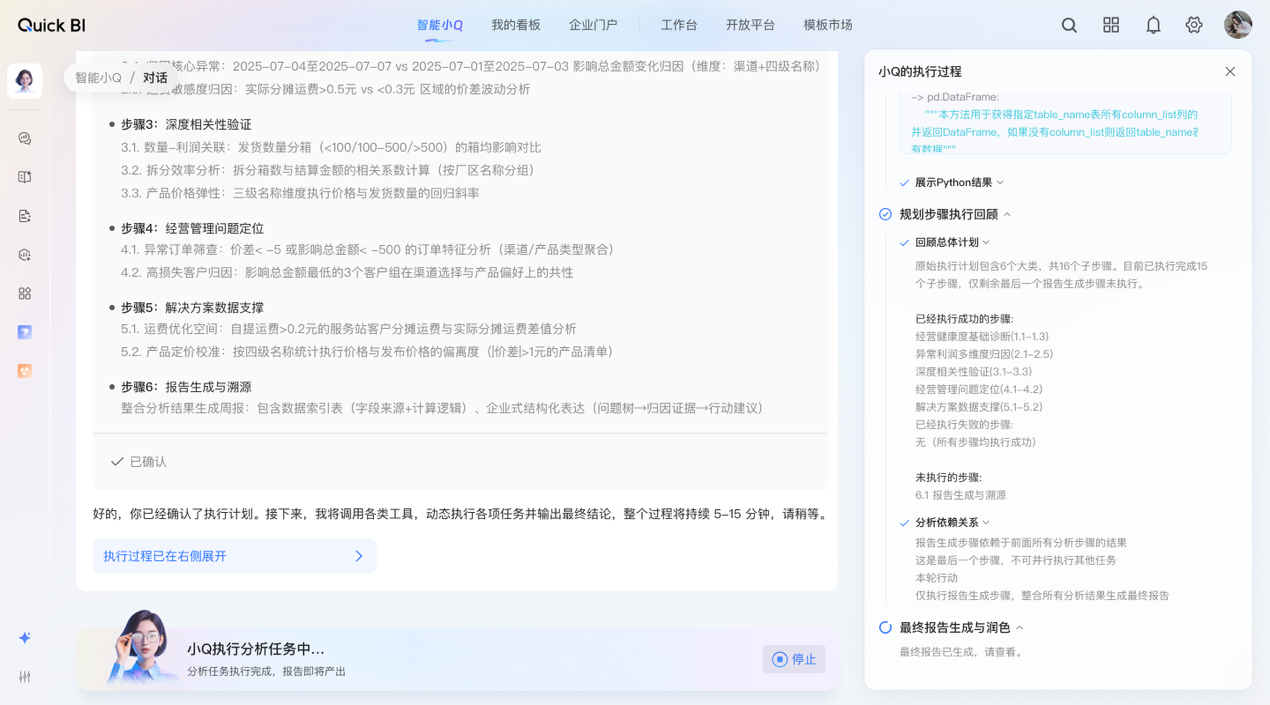 Quick BI
智能小Q
我的看板
企业门户
工作台
开放平台
模板市场
智能小Q / 对话
归因核心异常：2025-07-04至2025-07-07 vs 2025-07-01至2025-07-03 影响总金额变化归因（维度：渠道+四级名称）
敏感度归因：实际分摊运费>0.5元 vs <0.3元 区域的价差波动分析
步骤3：深度相关性验证
3.1. 数量-利润关联：发货数量分箱（<100/100-500/>500）的箱均影响对比
3.2. 拆分效率分析：拆分箱数与结算金额的相关系数计算（按厂区名称分组）
3.3. 产品价格弹性：三级名称维度执行价格与发货数量的回归斜率
步骤4：经营管理问题定位
4.1. 异常订单筛查：价差< -5 或影响总金额< -500 的订单特征分析（渠道/产品类型聚合）
4.2. 高损失客户归因：影响总金额最低的3个客户组在渠道选择与产品偏好上的共性
步骤5：解决方案数据支撑
5.1. 运费优化空间：自提运费>0.2元的服务站客户分摊运费与实际分摊运费差值分析
5.2. 产品定价校准：按四级名称统计执行价格与发布价格的偏离度（|价差|>1元的产品清单）
步骤6：报告生成与溯源
整合分析结果生成周报：包含数据索引表（字段来源+计算逻辑）、企业式结构化表达（问题树→归因证据→行动建议）
已确认
好的，你已经确认了执行计划。接下来，我将调用各类工具，动态执行各项任务并输出最终结论，整个过程将持续 5-15 分钟，请稍等。
执行过程已在右侧展开
小Q执行分析任务中...
分析任务执行完成，报告即将产出
停止
小Q的执行过程
-> pd.DataFrame:
"""本方法用于获得指定table_name表所有column_list列的
并返回DataFrame、如果没有column_list则返回table_name表
有数据"""
展示Python结果
规划步骤执行回顾
回顾总体计划
原始执行计划包含6个大类，共16个子步骤。目前已执行完成15
个子步骤，仅剩余最后一个报告生成步骤未执行。
已经执行成功的步骤:
经营健康度基础诊断(1.1-1.3)
异常利润多维度归因(2.1-2.5)
深度相关性验证(3.1-3.3)
经营管理问题定位(4.1-4.2)
解决方案数据支撑(5.1-5.2)
已经执行失败的步骤:
无（所有步骤均执行成功）
未执行的步骤:
6.1 报告生成与溯源
分析依赖关系
报告生成步骤依赖于前面所有分析步骤的结果
这是最后一个步骤，不可并行执行其他任务
本轮行动
仅执行报告生成步骤，整合所有分析结果生成最终报告
最终报告生成与润色
最终报告已生成，请查看。